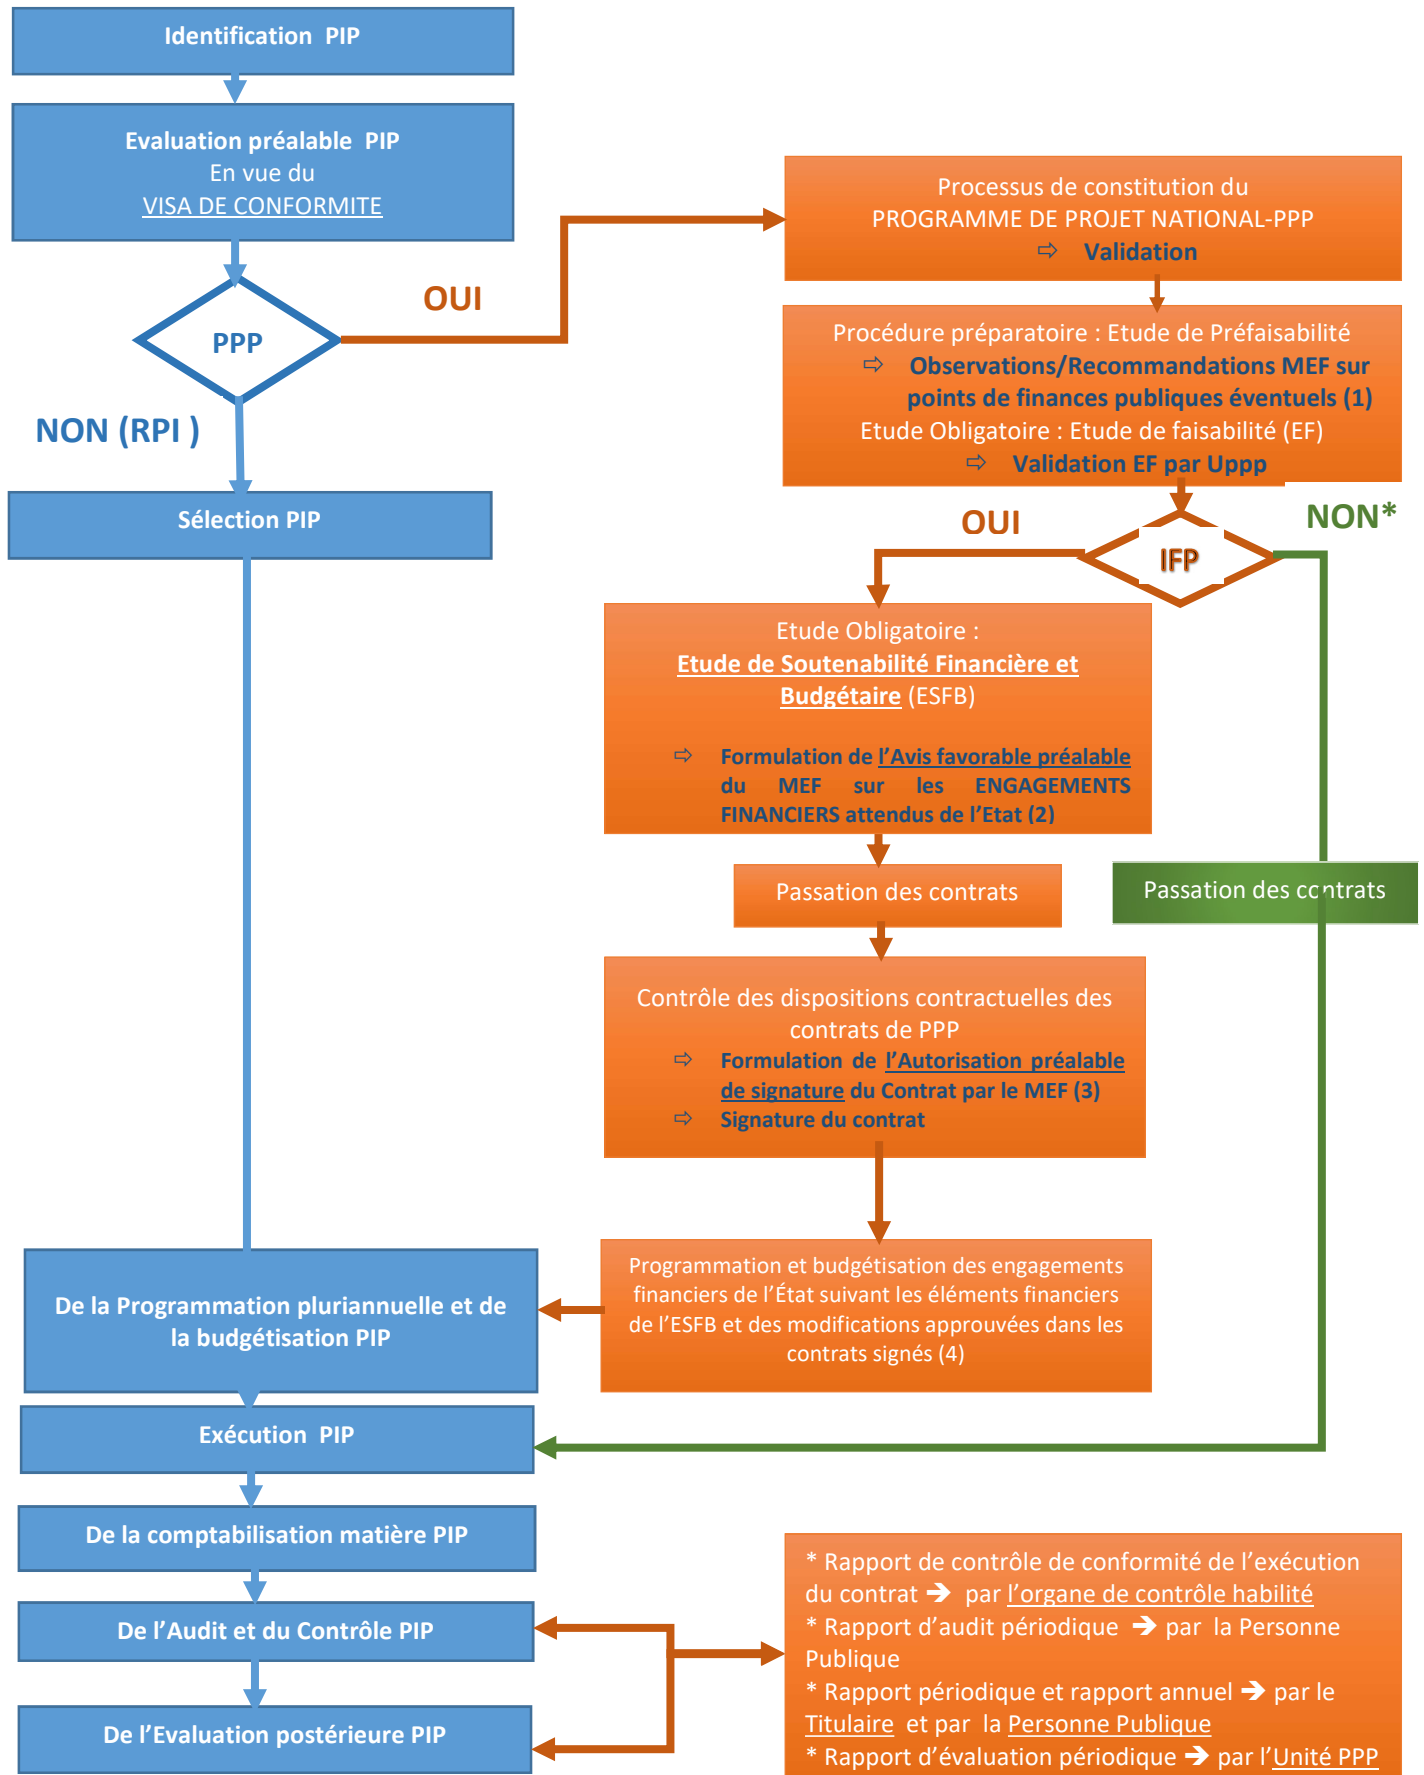 Identification PIP
Evaluation préalable PIP
En vue du
VISA DE CONFORMITE
PPP
OUI
NON (RPI )
Sélection PIP
Processus de constitution du
PROGRAMME DE PROJET NATIONAL-PPP
⇨ Validation
Procédure préparatoire : Etude de Préfaisabilité
⇨ Observations/Recommandations MEF sur
points de finances publiques éventuels (1)
Etude Obligatoire : Etude de faisabilité (EF)
⇨ Validation EF par Uppp
OUI
IFP
NON*
Etude Obligatoire :
Etude de Soutenabilité Financière et
Budgétaire (ESFB)
⇨ Formulation de l’Avis favorable préalable
du MEF sur les ENGAGEMENTS
FINANCIERS attendus de l’Etat (2)
Passation des contrats
Passation des contrats
Contrôle des dispositions contractuelles des
contrats de PPP
⇨ Formulation de l’Autorisation préalable
de signature du Contrat par le MEF (3)
⇨ Signature du contrat
Programmation et budgétisation des engagements
financiers de l’État suivant les éléments financiers
de l’ESFB et des modifications approuvées dans les
contrats signés (4)
De la Programmation pluriannuelle et de
la budgétisation PIP
Exécution PIP
De la comptabilisation matière PIP
De l’Audit et du Contrôle PIP
De l’Evaluation postérieure PIP
* Rapport de contrôle de conformité de l’exécution
du contrat ➔ par l’organe de contrôle habilité
* Rapport d’audit périodique ➔ par la Personne
Publique
* Rapport périodique et rapport annuel ➔ par le
Titulaire et par la Personne Publique
* Rapport d’évaluation périodique ➔ par l’Unité PPP